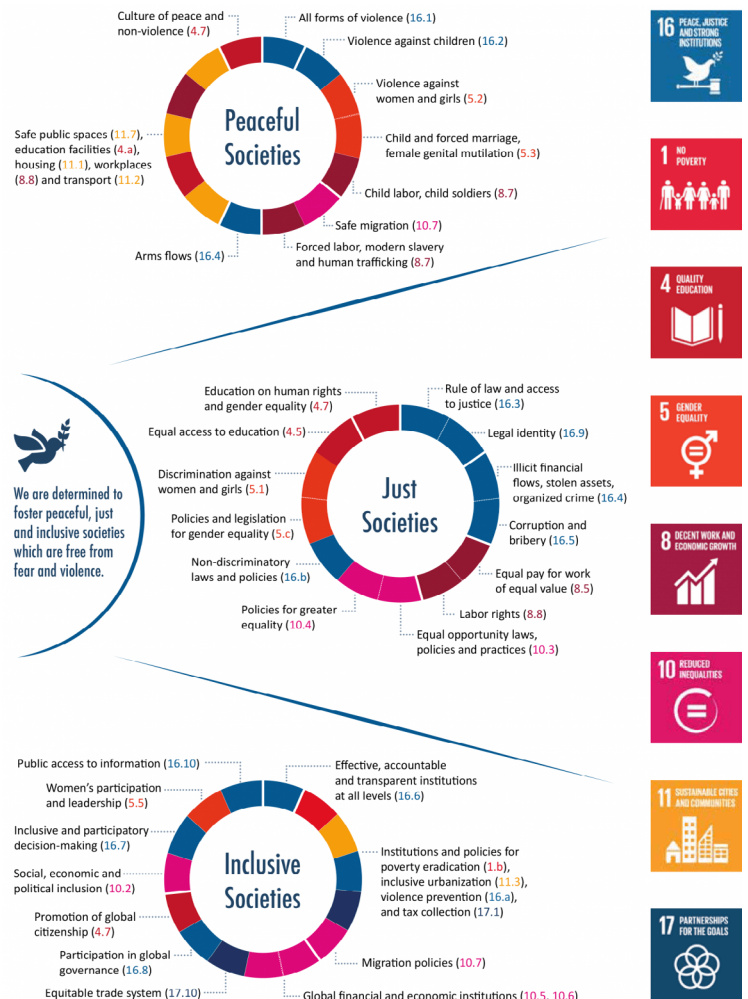 Culture of peace and
non-violence (4.7)
All forms of violence (16.1)
Violence against children (16.2)
Violence against
women and girls (5.2)
Child and forced marriage,
female genital mutilation (5.3)
Child labor, child soldiers (8.7)
Safe migration (10.7)
Forced labor, modern slavery
and human trafficking (8.7)
Arms flows (16.4)
Safe public spaces (11.7),
education facilities (4.a),
housing (11.1), workplaces
(8.8) and transport (11.2)
Peaceful
Societies
We are determined to
foster peaceful, just
and inclusive societies
which are free from
fear and violence.
Education on human rights
and gender equality (4.7)
Equal access to education (4.5)
Discrimination against
women and girls (5.1)
Policies and legislation
for gender equality (5.c)
Non-discriminatory
laws and policies (16.b)
Policies for greater
equality (10.4)
Just
Societies
Rule of law and access
to justice (16.3)
Legal identity (16.9)
Illicit financial
flows, stolen assets,
organized crime (16.4)
Corruption and
bribery (16.5)
Equal pay for work
of equal value (8.5)
Labor rights (8.8)
Equal opportunity laws,
policies and practices (10.3)
Public access to information (16.10)
Women's participation
and leadership (5.5)
Inclusive and participatory
decision-making (16.7)
Social, economic and
political inclusion (10.2)
Promotion of global
citizenship (4.7)
Participation in global
governance (16.8)
Equitable trade system (17.10)
Inclusive
Societies
Effective, accountable
and transparent institutions
at all levels (16.6)
Institutions and policies for
poverty eradication (1.b),
inclusive urbanization (11.3),
violence prevention (16.a),
and tax collection (17.1)
Migration policies (10.7)
Global financial and economic institutions (10.5, 10.6)
16 PEACE, JUSTICE
AND STRONG
INSTITUTIONS
1 NO
POVERTY
4 QUALITY
EDUCATION
5 GENDER
EQUALITY
8 DECENT WORK AND
ECONOMIC GROWTH
10 REDUCED
INEQUALITIES
11 SUSTAINABLE CITIES
AND COMMUNITIES
17 PARTNERSHIPS
FOR THE GOALS